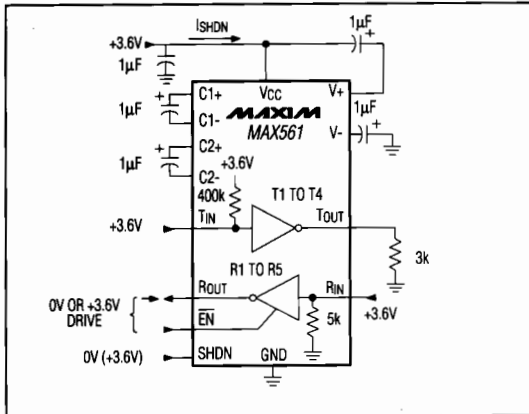 ISHDN
+3.6V
1µF
1µF
VCC
V+
C1+
1µF
C1-
MAXIM
MAX561
1µF
V-
C2+
1µF
C2-
+3.6V
400k
T1 TO T4
TIN
TOUT
+3.6V
3k
R1 TO R5
ROUT
RIN
0V OR +3.6V
DRIVE
+3.6V
EN
5k
0V (+3.6V)
SHDN
GND